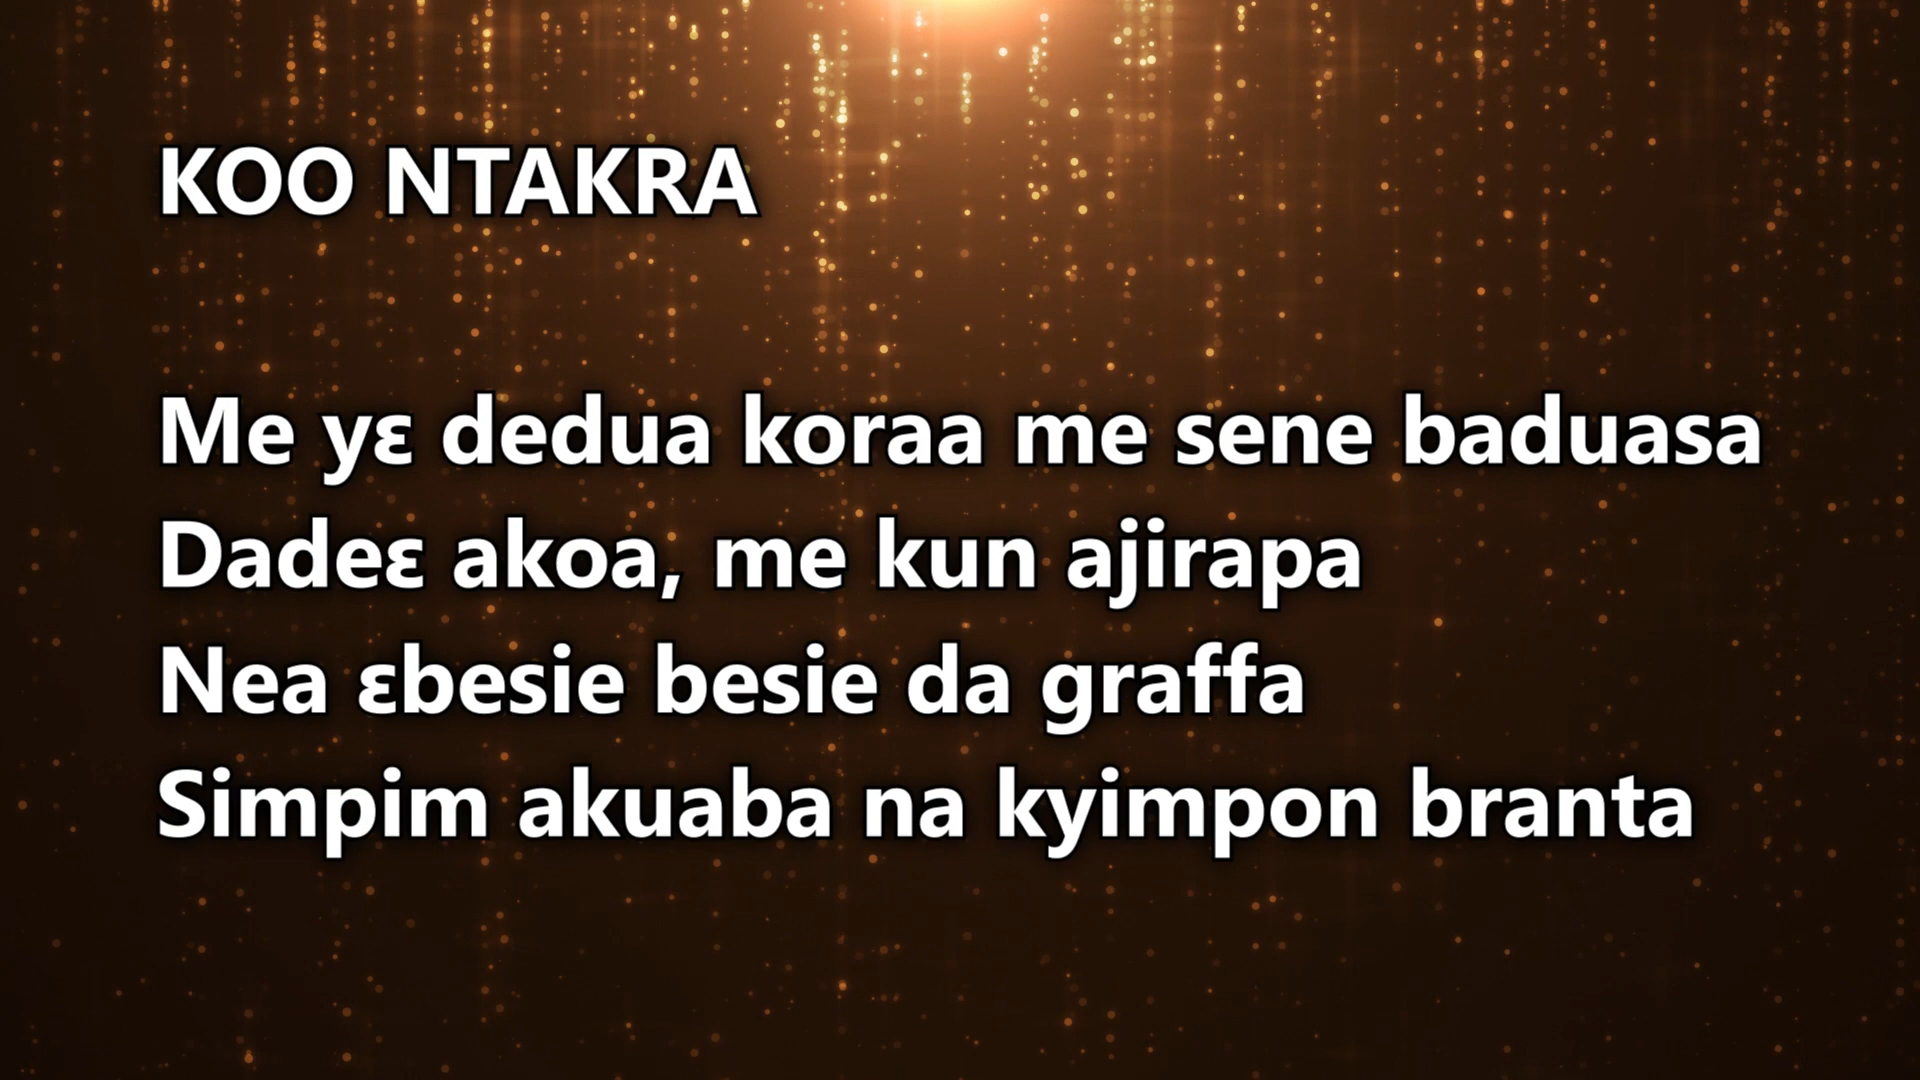 KOO NTAKRA
Me yɛ dedua koraa me sene baduasa
Dadeɛ akoa, me kun ajirapa
Nea ɛbesie besie da graffa
Simpim akuaba na kyimpon branta